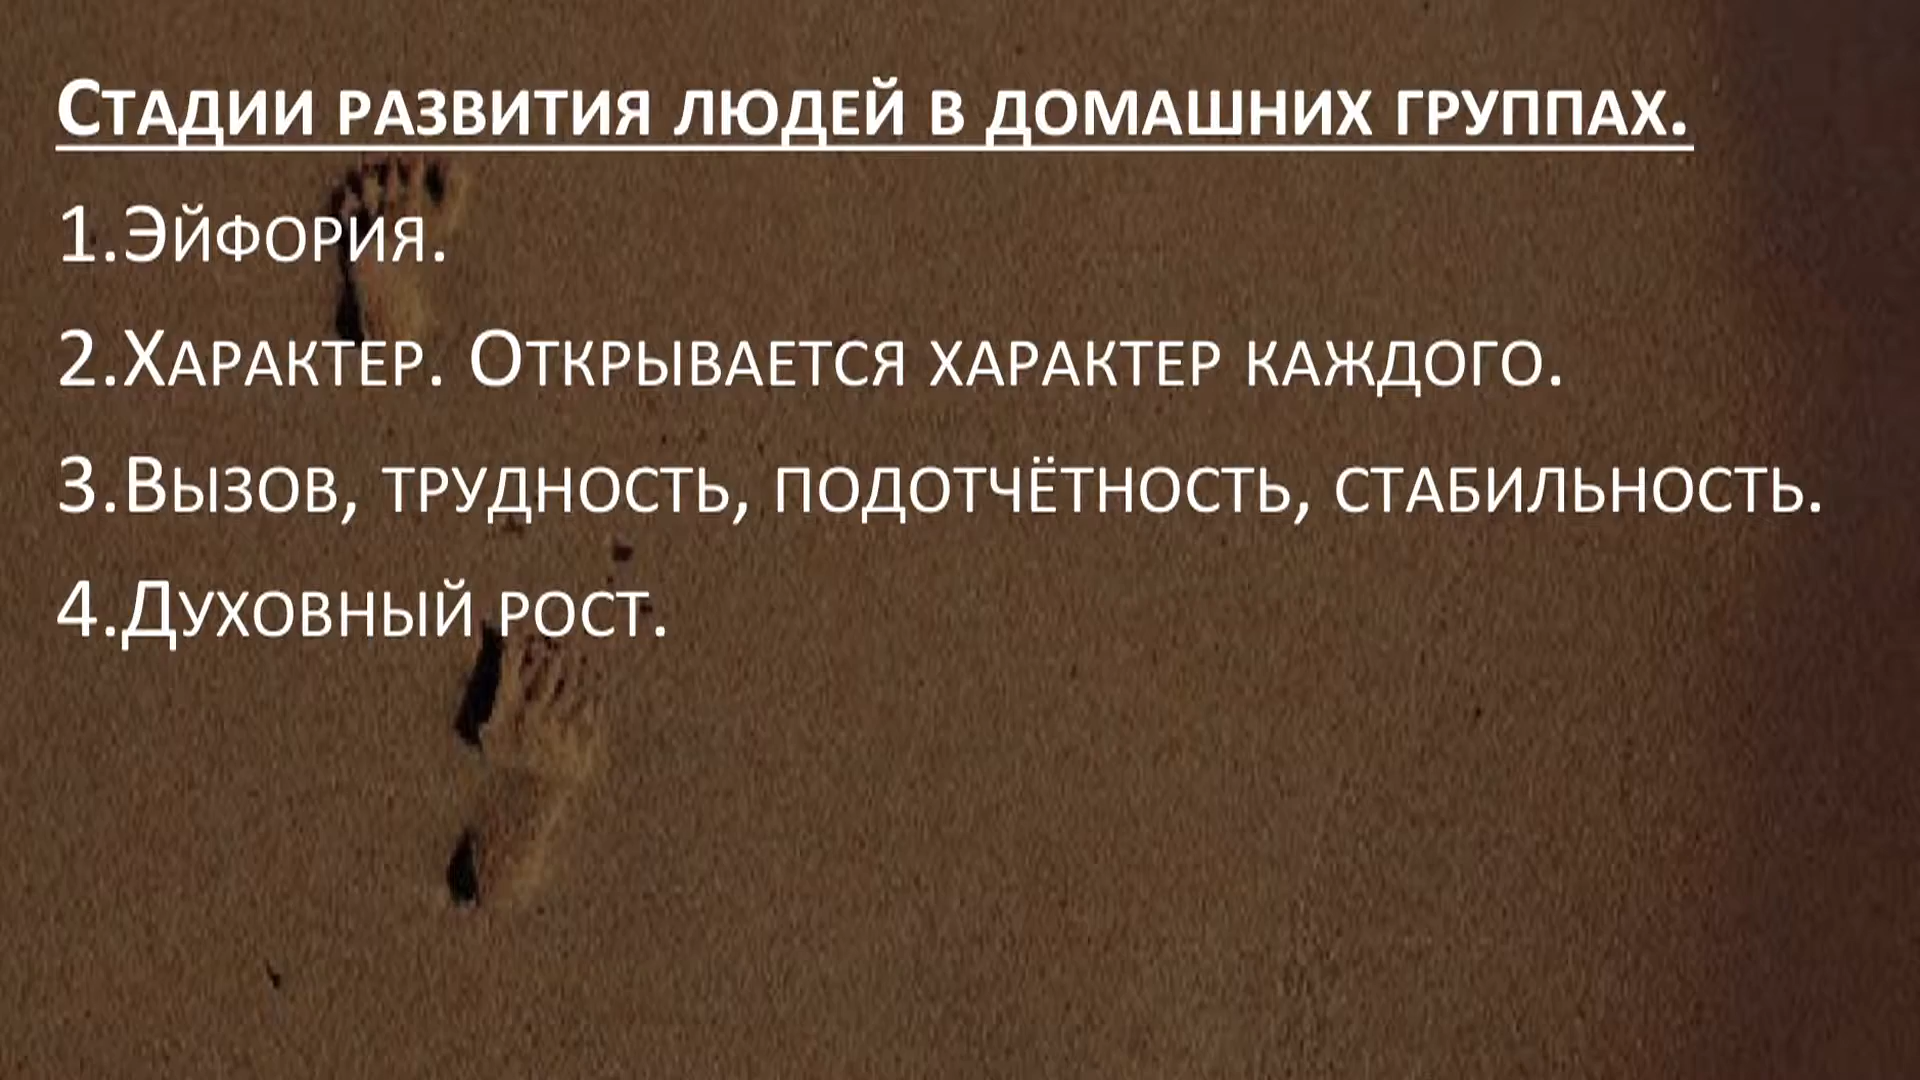 Стадии развития людей в домашних группах.
1.Эйфория.
2.Характер. Открывается характер каждого.
3.Вызов, трудность, подотчётность, стабильность.
4.Духовный рост.